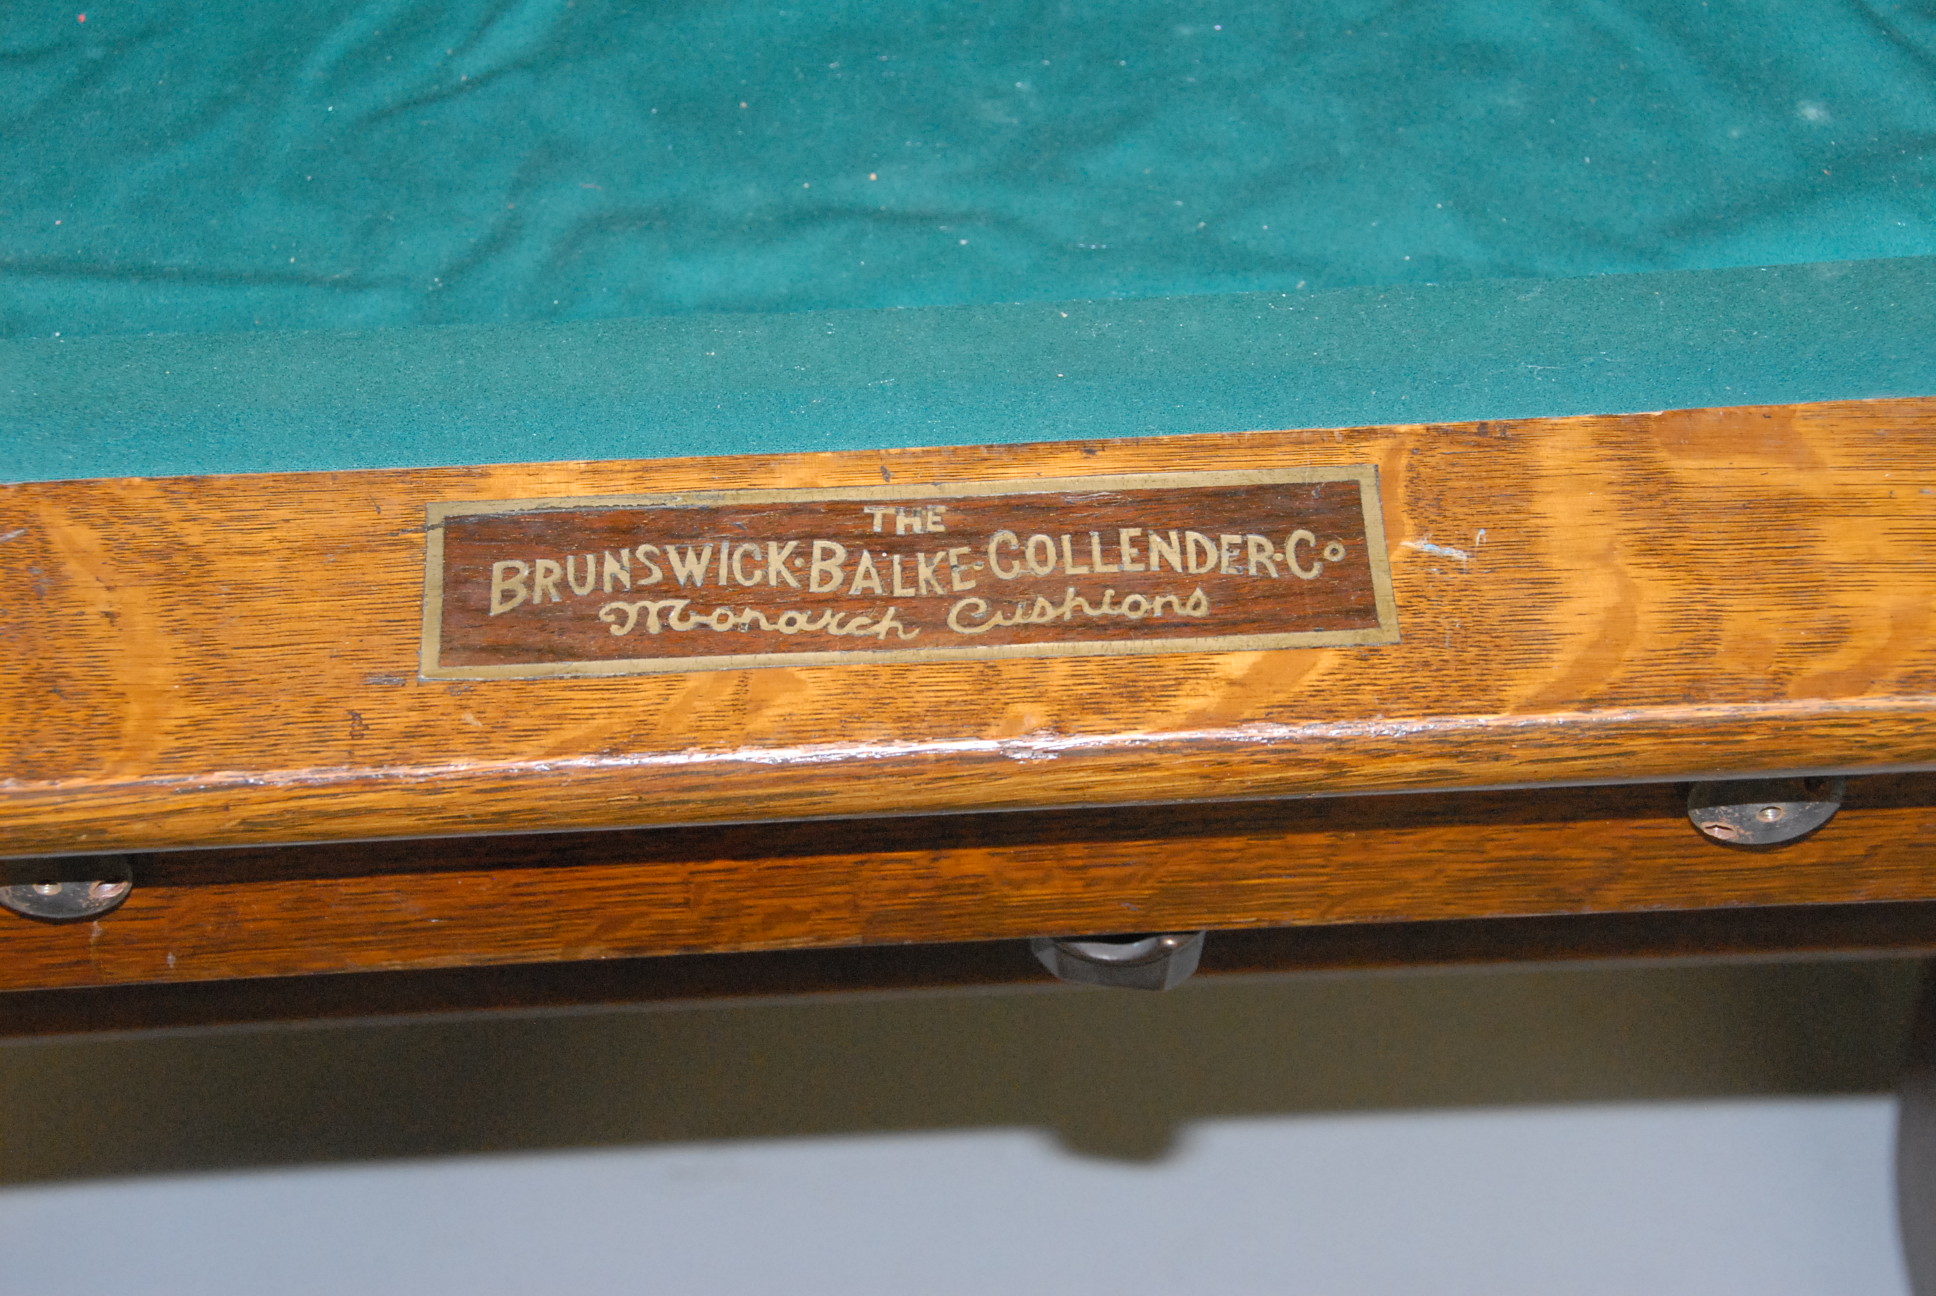 THE
BRUNSWICK·BALKE·COLLENDER·Co
Monarch Cushions